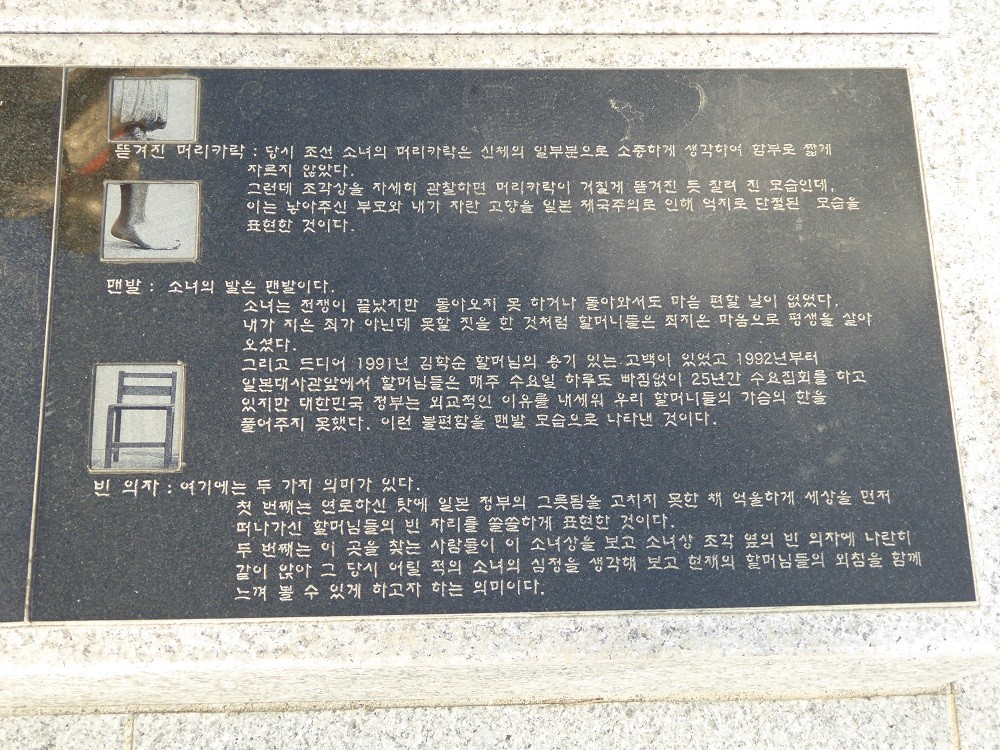 뜯겨진 머리카락 : 당시 조선 소녀의 머리카락은 신체의 일부분으로 소중하게 생각하여 함부로 짧게
자르지 않았다.
그런데 조각상을 자세히 관찰하면 머리카락이 거칠게 뜯겨진 듯 잘려 진 모습인데,
이는 낳아주신 부모와 내가 자란 고향을 일본 제국주의로 인해 억지로 단절된 모습을
표현한 것이다.
맨발 : 소녀의 발은 맨발이다.
소녀는 전쟁이 끝났지만 돌아오지 못 하거나 돌아와서도 마음 편할 날이 없었다.
내가 지은 죄가 아닌데 못할 짓을 한 것처럼 할머니들은 죄지은 마음으로 평생을 살아
오셨다.
그리고 드디어 1991년 김학순 할머님의 용기 있는 고백이 있었고 1992년부터
일본대사관앞에서 할머님들은 매주 수요일 하루도 빠짐없이 25년간 수요집회를 하고
있지만 대한민국 정부는 외교적인 이유를 내세워 우리 할머니들의 가슴의 한을
풀어주지 못했다. 이런 불편함을 맨발 모습으로 나타낸 것이다.
빈 의자 : 여기에는 두 가지 의미가 있다.
첫 번째는 연로하신 탓에 일본 정부의 그릇됨을 고치지 못한 채 억울하게 세상을 먼저
떠나가신 할머님들의 빈 자리를 쓸쓸하게 표현한 것이다.
두 번째는 이 곳을 찾는 사람들이 이 소녀상을 보고 소녀상 조각 옆의 빈 의자에 나란히
같이 앉아 그 당시 어릴 적의 소녀의 심정을 생각해 보고 현재의 할머님들의 외침을 함께
느껴 볼 수 있게 하고자 하는 의미이다.